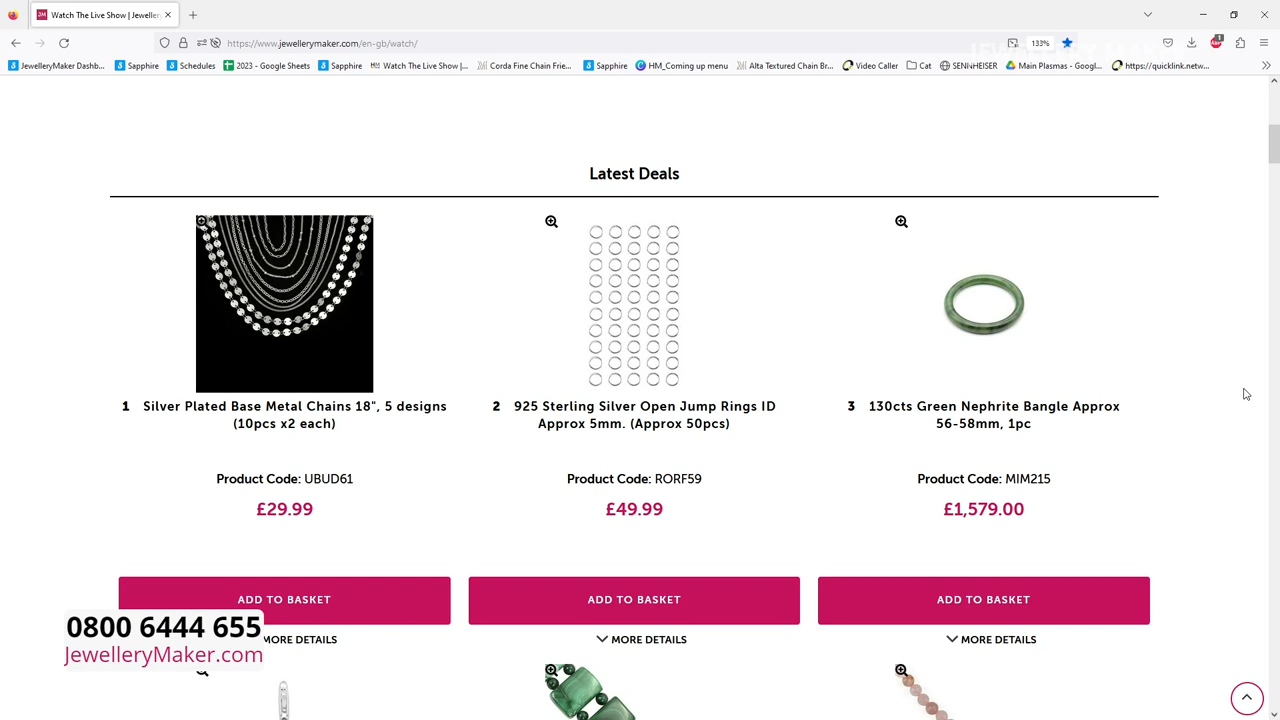 Watch The Live Show | Jeweller
https://www.jewellerymaker.com/en-gb/watch/
133%
JewelleryMaker Dashb...
Sapphire
Schedules
2023 - Google Sheets
Sapphire
Watch The Live Show |...
Corda Fine Chain Frie...
Sapphire
HM_Coming up menu
Alta Textured Chain Br...
Video Caller
Cat
SENNHEISER
Main Plasmas - Googl...
https://quicklink.netw...
Latest Deals
1 Silver Plated Base Metal Chains 18", 5 designs
(10pcs x2 each)
Product Code: UBUD61
£29.99
ADD TO BASKET
MORE DETAILS
2 925 Sterling Silver Open Jump Rings ID
Approx 5mm. (Approx 50pcs)
Product Code: RORF59
£49.99
ADD TO BASKET
MORE DETAILS
3 130cts Green Nephrite Bangle Approx
56-58mm, 1pc
Product Code: MIM215
£1,579.00
ADD TO BASKET
MORE DETAILS
0800 6444 655
JewelleryMaker.com